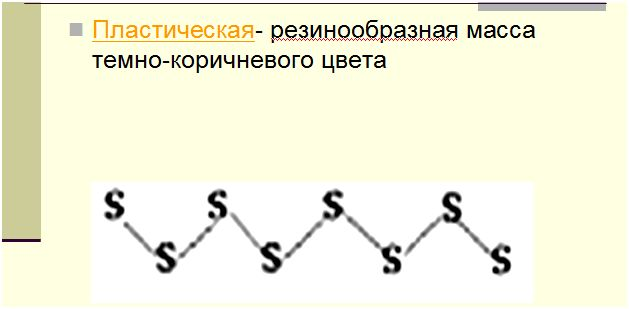 Пластическая- резинообразная масса
темно-коричневого цвета
S S S S
S S S S